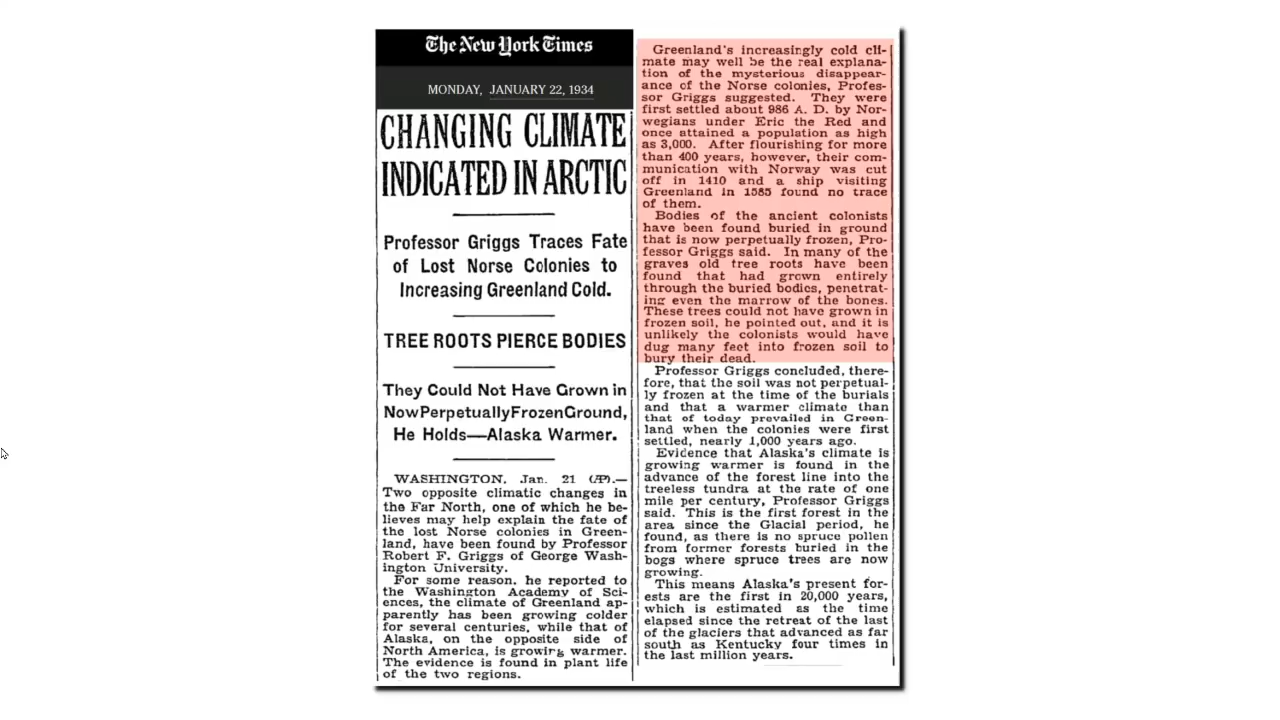 The New York Times
MONDAY, JANUARY 22, 1934
CHANGING CLIMATE
INDICATED IN ARCTIC
Professor Griggs Traces Fate
of Lost Norse Colonies to
Increasing Greenland Cold.
TREE ROOTS PIERCE BODIES
They Could Not Have Grown in
Now Perpetually Frozen Ground,
He Holds—Alaska Warmer.
WASHINGTON, Jan. 21 (AP).—
Two opposite climatic changes in
the Far North, one of which he be-
lieves may help explain the fate of
the lost Norse colonies in Green-
land, have been found by Professor
Robert F. Griggs of George Wash-
ington University.
For some reason, he reported to
the Washington Academy of Sci-
ences, the climate of Greenland ap-
parently has been growing colder
for several centuries, while that of
Alaska, on the opposite side of
North America, is growing warmer.
The evidence is found in plant life
of the two regions.
Greenland's increasingly cold cli-
mate may well be the real explana-
tion of the mysterious disappear-
ance of the Norse colonies, Profes-
sor Griggs suggested. They were
first settled about 986 A. D. by Nor-
wegians under Eric the Red and
once attained a population as high
as 3,000. After flourishing for more
than 400 years, however, their com-
munication with Norway was cut
off in 1410 and a ship visiting
Greenland in 1585 found no trace
of them.
Bodies of the ancient colonists
have been found buried in ground
that is now perpetually frozen, Pro-
fessor Griggs said. In many of the
graves old tree roots have been
found that had grown entirely
through the buried bodies, penetrat-
ing even the marrow of the bones.
These trees could not have grown in
frozen soil, he pointed out, and it is
unlikely the colonists would have
dug many feet into frozen soil to
bury their dead.
Professor Griggs concluded, there-
fore, that the soil was not perpetual-
ly frozen at the time of the burials
and that a warmer climate than
that of today prevailed in Green-
land when the colonies were first
settled, nearly 1,000 years ago.
Evidence that Alaska's climate is
growing warmer is found in the
advance of the forest line into the
treeless tundra at the rate of one
mile per century, Professor Griggs
said. This is the first forest in the
area since the Glacial period, he
found, as there is no spruce pollen
from former forests buried in the
bogs where spruce trees are now
growing.
This means Alaska's present for-
ests are the first in 20,000 years,
which is estimated as the time
elapsed since the retreat of the last
of the glaciers that advanced as far
south as Kentucky four times in
the last million years.